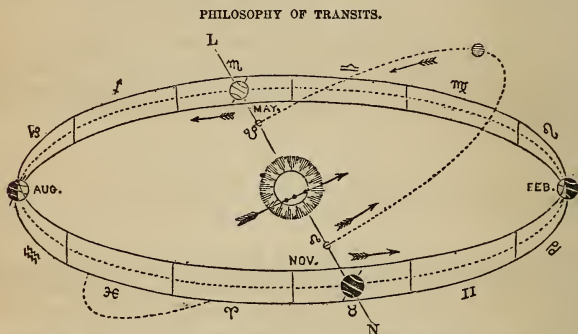 PHILOSOPHY OF TRANSITS.
L
♏ ♎ ♍
♐
MAY.
☋
♑ ♌
AUG. FEB.
♒ ☊ ♋
NOV.
♓ ♈ ♉ ♊
N